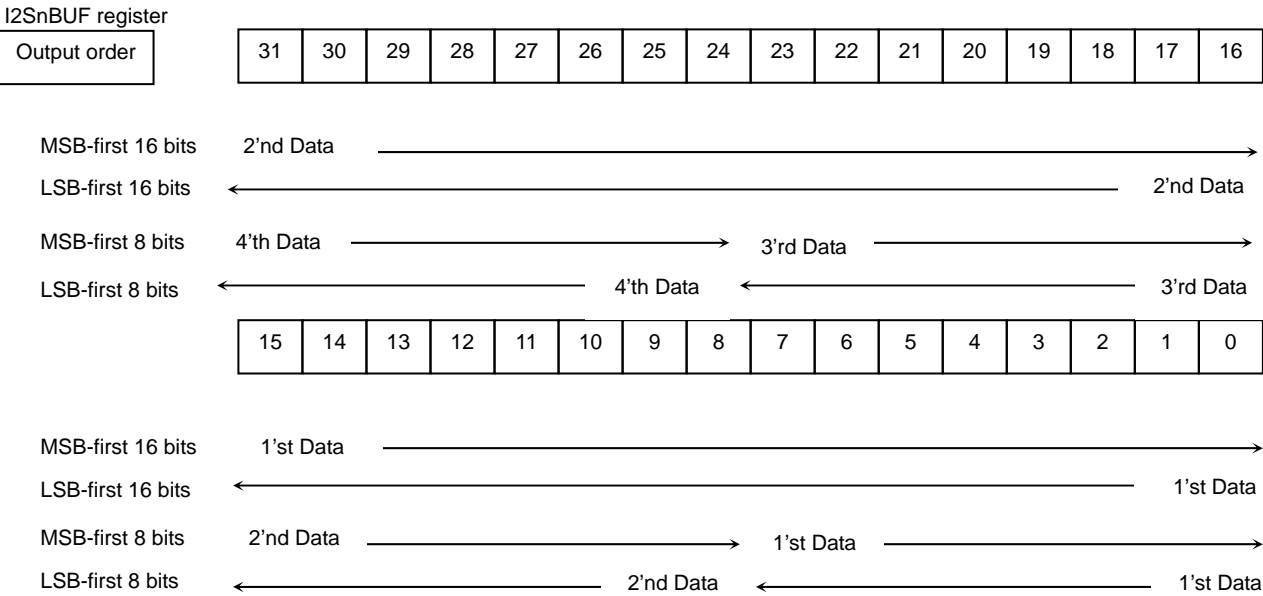 I2SnBUF register
Output order 31 30 29 28 27 26 25 24 23 22 21 20 19 18 17 16
MSB-first 16 bits 2’nd Data
LSB-first 16 bits 2’nd Data
MSB-first 8 bits 4’th Data 3’rd Data
LSB-first 8 bits 4’th Data 3’rd Data
15 14 13 12 11 10 9 8 7 6 5 4 3 2 1 0
MSB-first 16 bits 1’st Data
LSB-first 16 bits 1’st Data
MSB-first 8 bits 2’nd Data 1’st Data
LSB-first 8 bits 2’nd Data 1’st Data